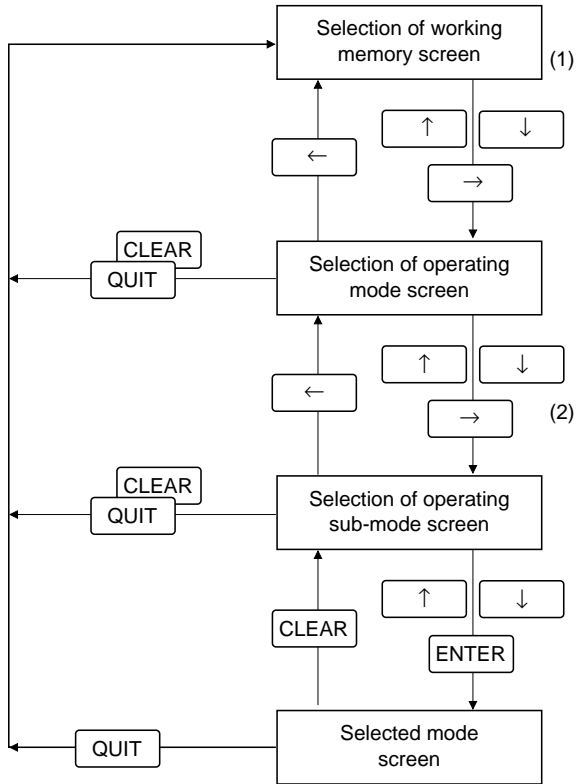 Selection of working
memory screen
(1)
↑ ↓
←
→
CLEAR
QUIT
Selection of operating
mode screen
↑ ↓
←
→
(2)
CLEAR
QUIT
Selection of operating
sub-mode screen
↑ ↓
CLEAR
ENTER
QUIT
Selected mode
screen